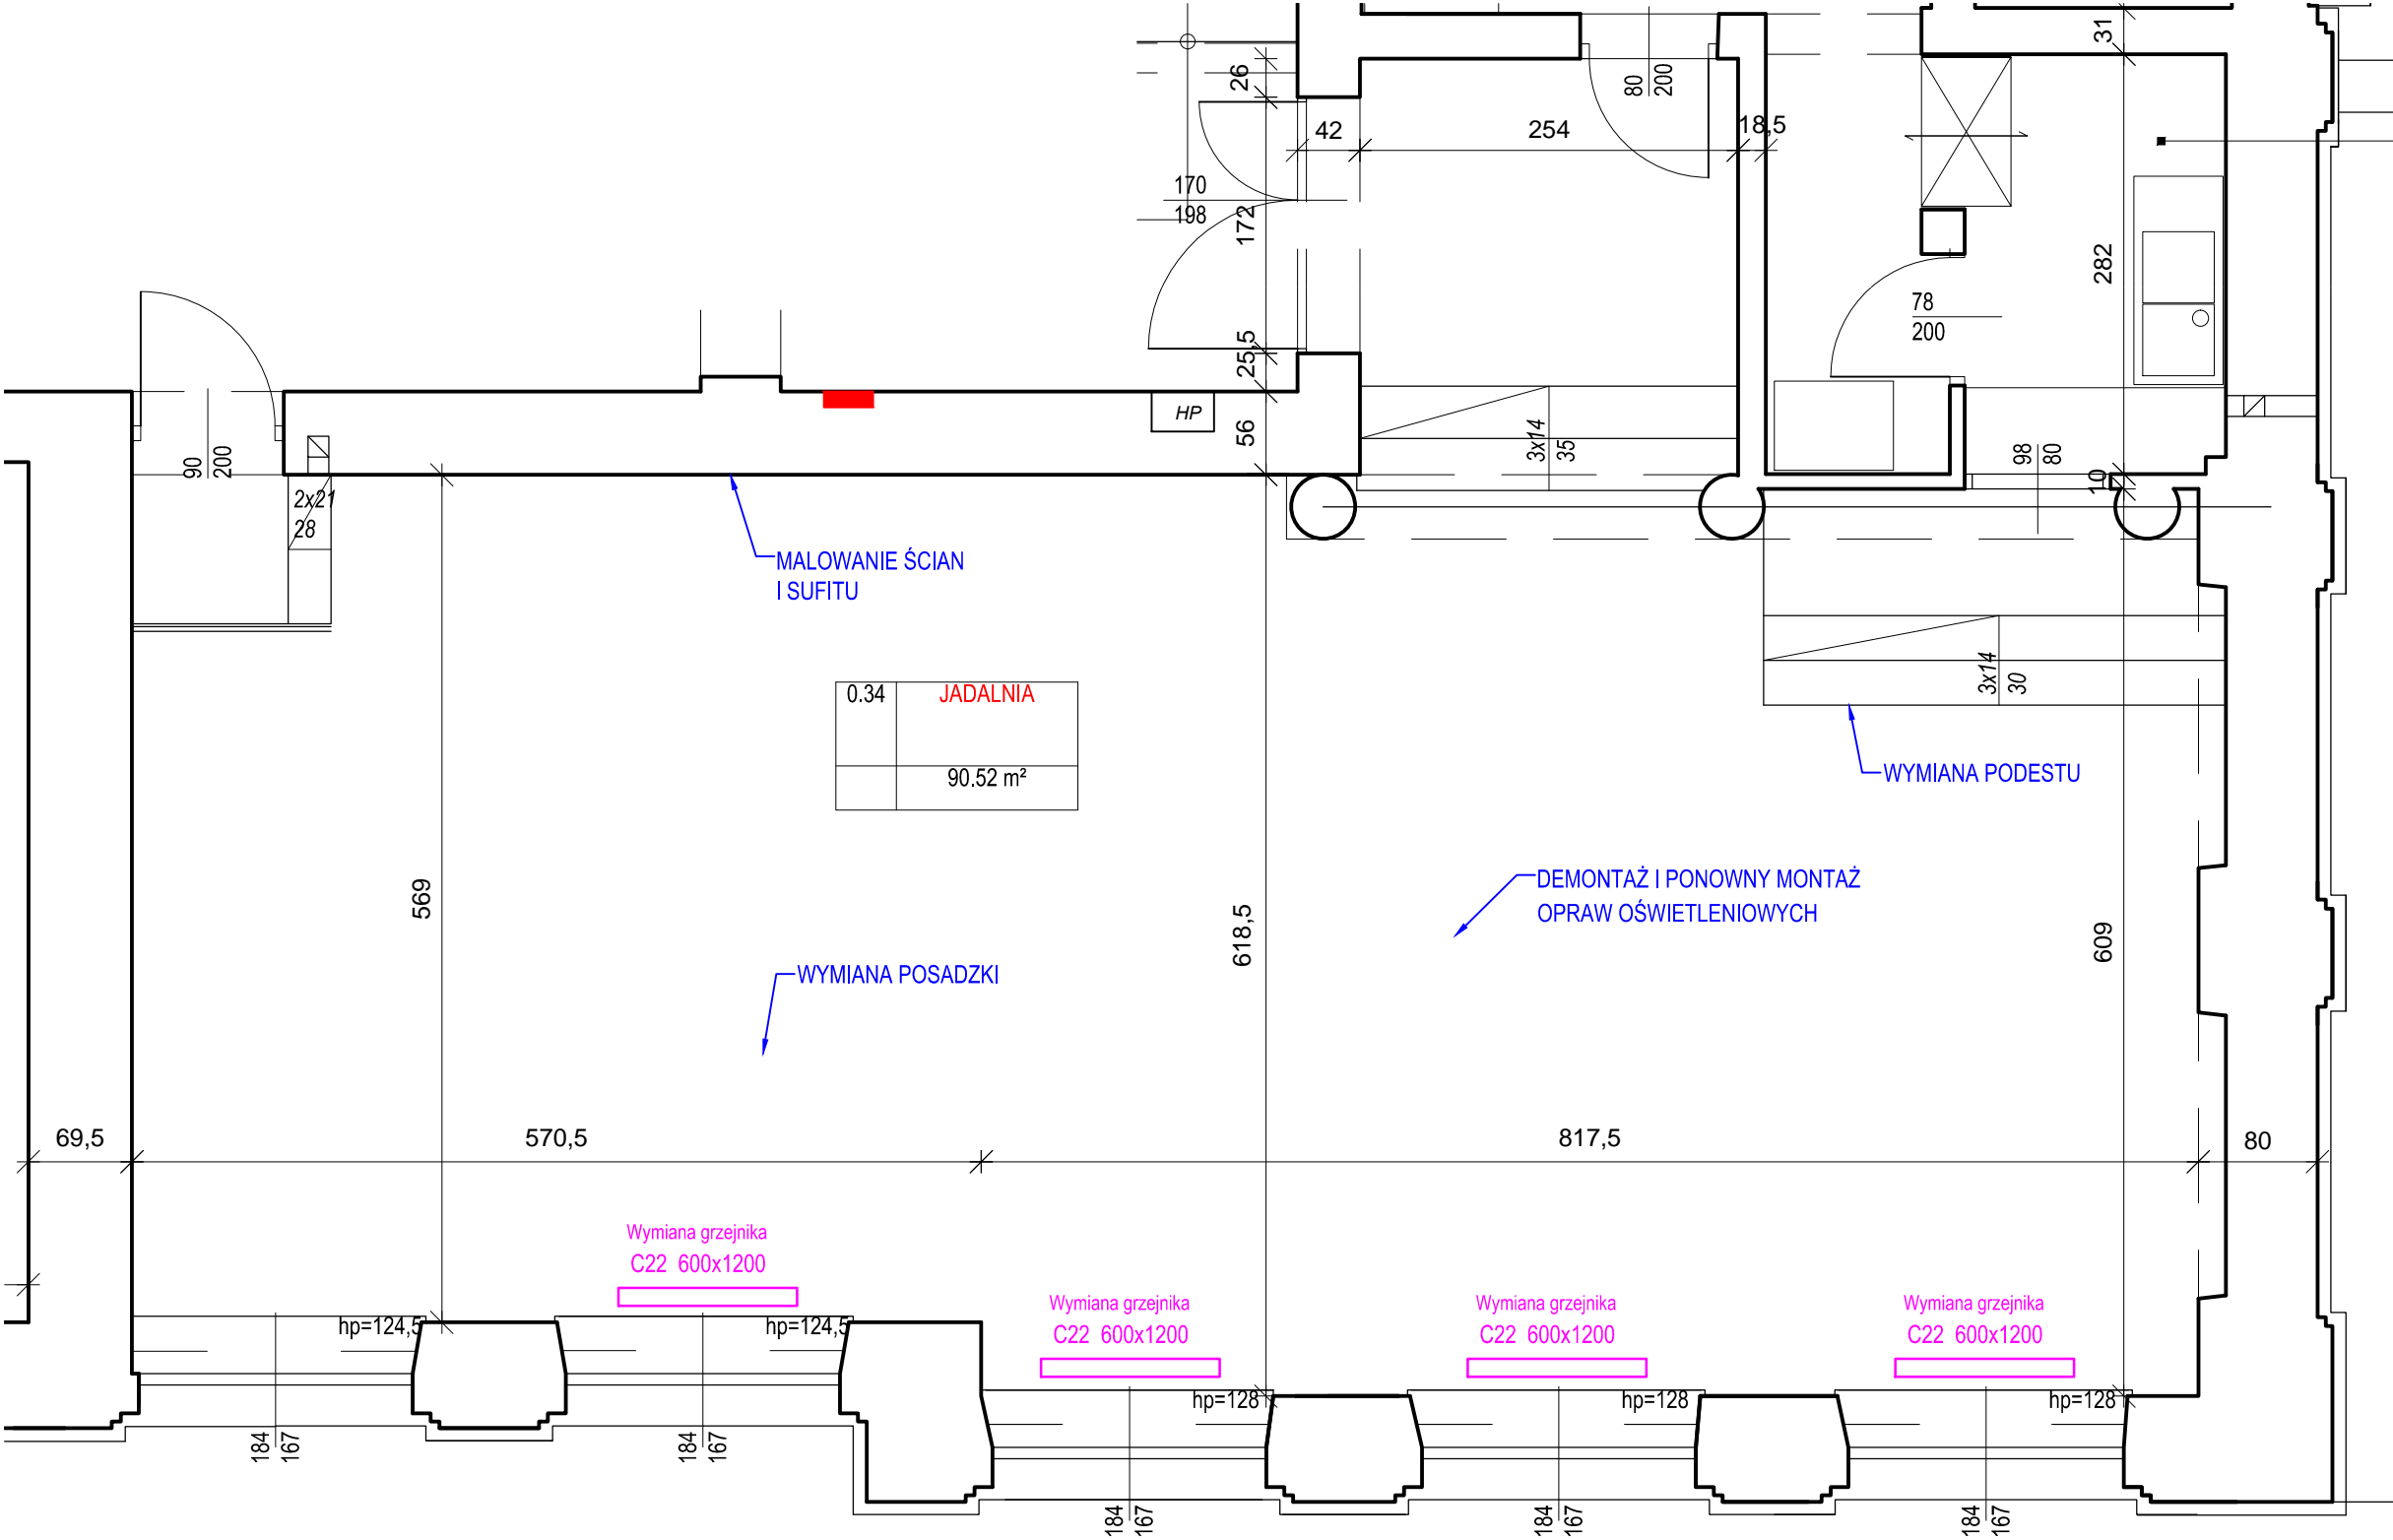 31
26
80
200
42
254
18,5
170
198
172
282
78
200
25,5
HP
56
3x14
35
90
200
98
80
10
2x21
28
MALOWANIE ŚCIAN
I SUFITU
0.34 JADALNIA
90.52 m²
3x14
30
WYMIANA PODESTU
569
618,5
DEMONTAŻ I PONOWNY MONTAŻ
OPRAW OŚWIETLENIOWYCH
609
WYMIANA POSADZKI
69,5
570,5
817,5
80
Wymiana grzejnika
C22 600x1200
Wymiana grzejnika
C22 600x1200
Wymiana grzejnika
C22 600x1200
Wymiana grzejnika
C22 600x1200
hp=124,5
hp=124,5
hp=128
hp=128
hp=128
184
167
184
167
184
167
184
167
184
167